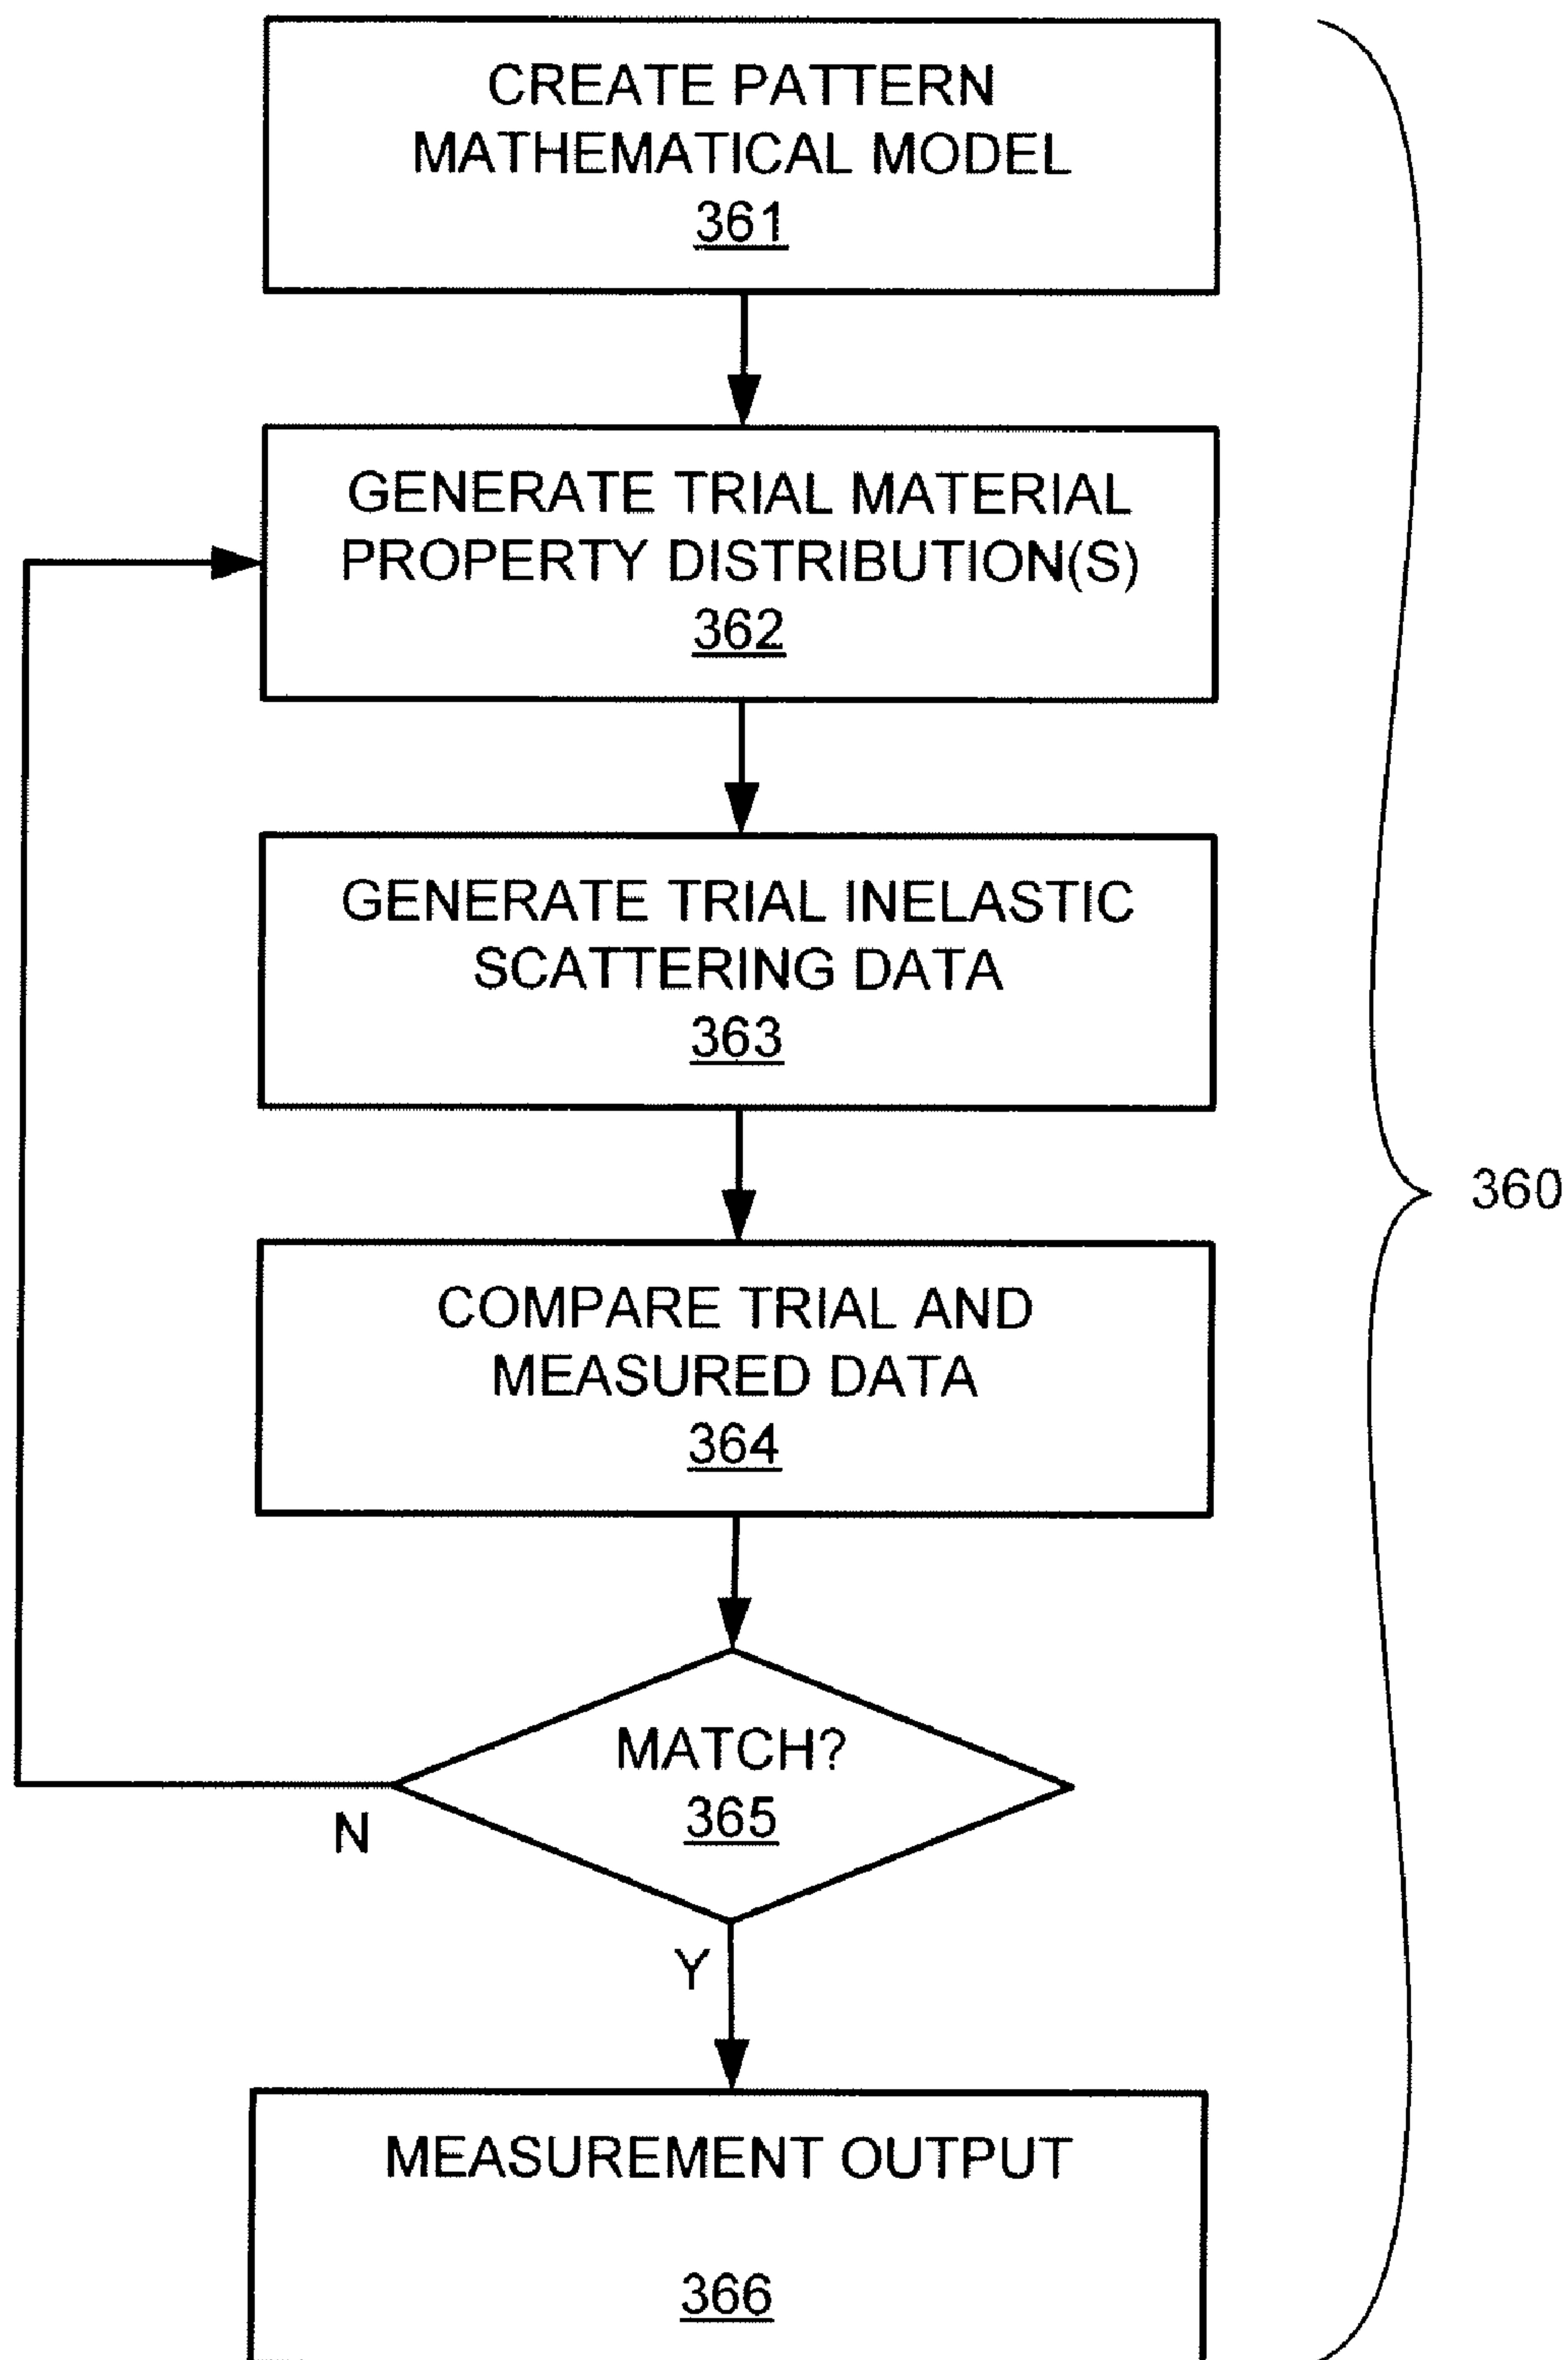 CREATE PATTERN
MATHEMATICAL MODEL
361
GENERATE TRIAL MATERIAL
PROPERTY DISTRIBUTION(S)
362
GENERATE TRIAL INELASTIC
SCATTERING DATA
363
360
COMPARE TRIAL AND
MEASURED DATA
364
MATCH?
365
N
Y
MEASUREMENT OUTPUT
366